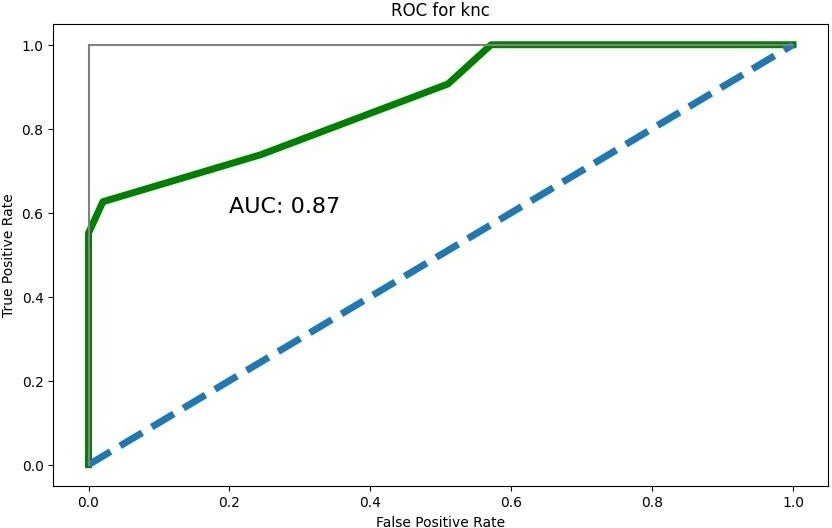 ROC for knc
1.0
0.8
0.6
0.4
0.2
0.0
True Positive Rate
AUC: 0.87
0.0 0.2 0.4 0.6 0.8 1.0
False Positive Rate